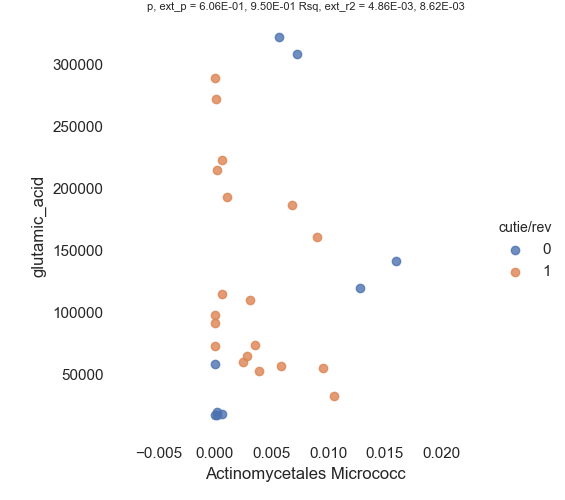 p, ext_p = 6.06E-01, 9.50E-01 Rsq, ext_r2 = 4.86E-03, 8.62E-03
300000
250000
200000
150000
100000
50000
glutamic_acid
−0.005 0.000 0.005 0.010 0.015 0.020
Actinomycetales Micrococc
cutie/rev
0
1